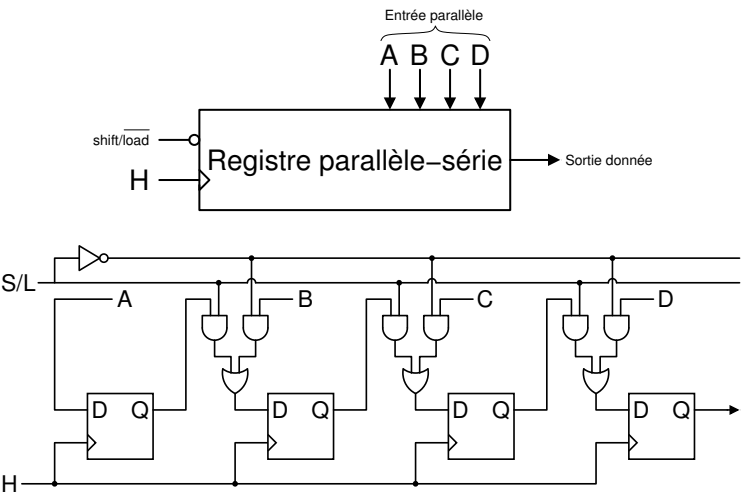 Entrée parallèle
A B C D
shift/load
H
Registre parallèle−série
Sortie donnée
S/L
A
B
C
D
D Q
D Q
D Q
D Q
H